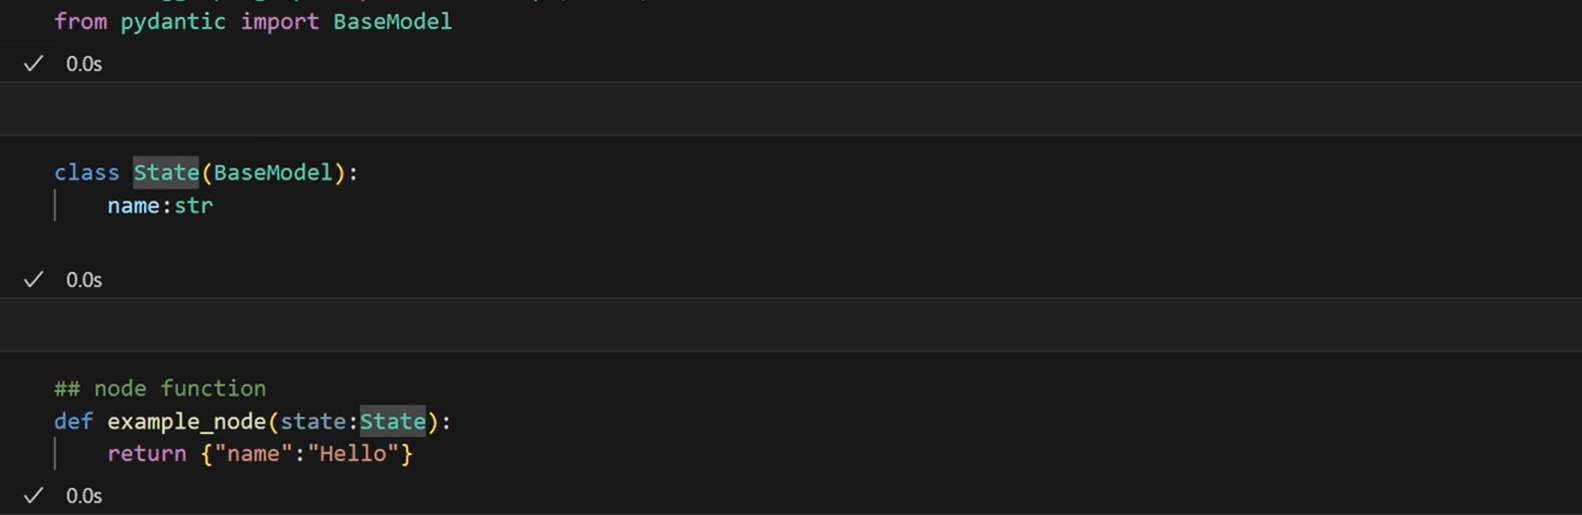 from pydantic import BaseModel
0.0s
class State(BaseModel):
name:str
0.0s
## node function
def example_node(state:State):
return {"name":"Hello"}
0.0s